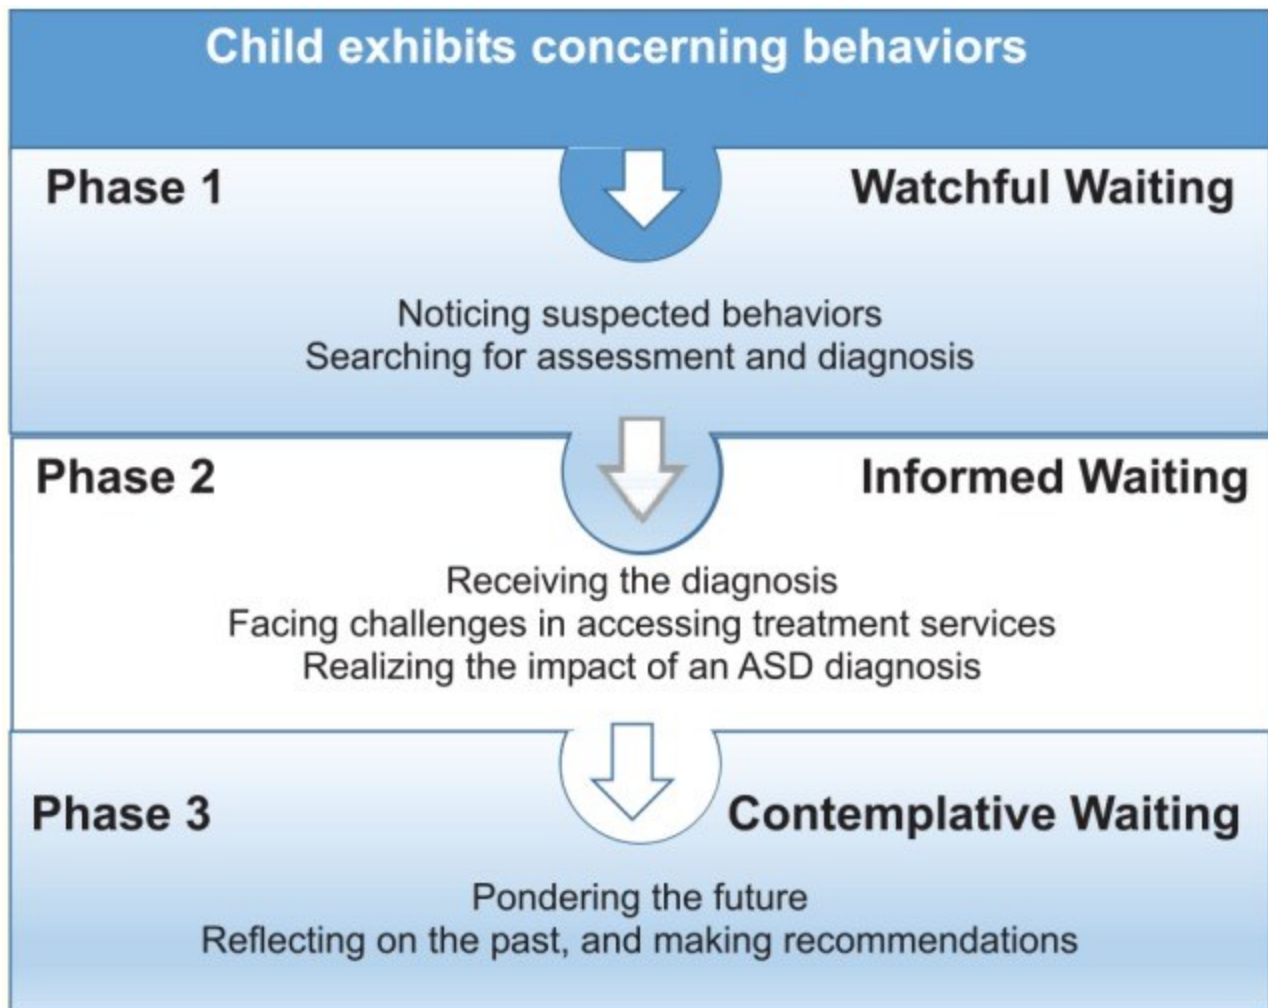 Child exhibits concerning behaviors
Phase 1
Watchful Waiting
Noticing suspected behaviors
Searching for assessment and diagnosis
Phase 2
Informed Waiting
Receiving the diagnosis
Facing challenges in accessing treatment services
Realizing the impact of an ASD diagnosis
Phase 3
Contemplative Waiting
Pondering the future
Reflecting on the past, and making recommendations